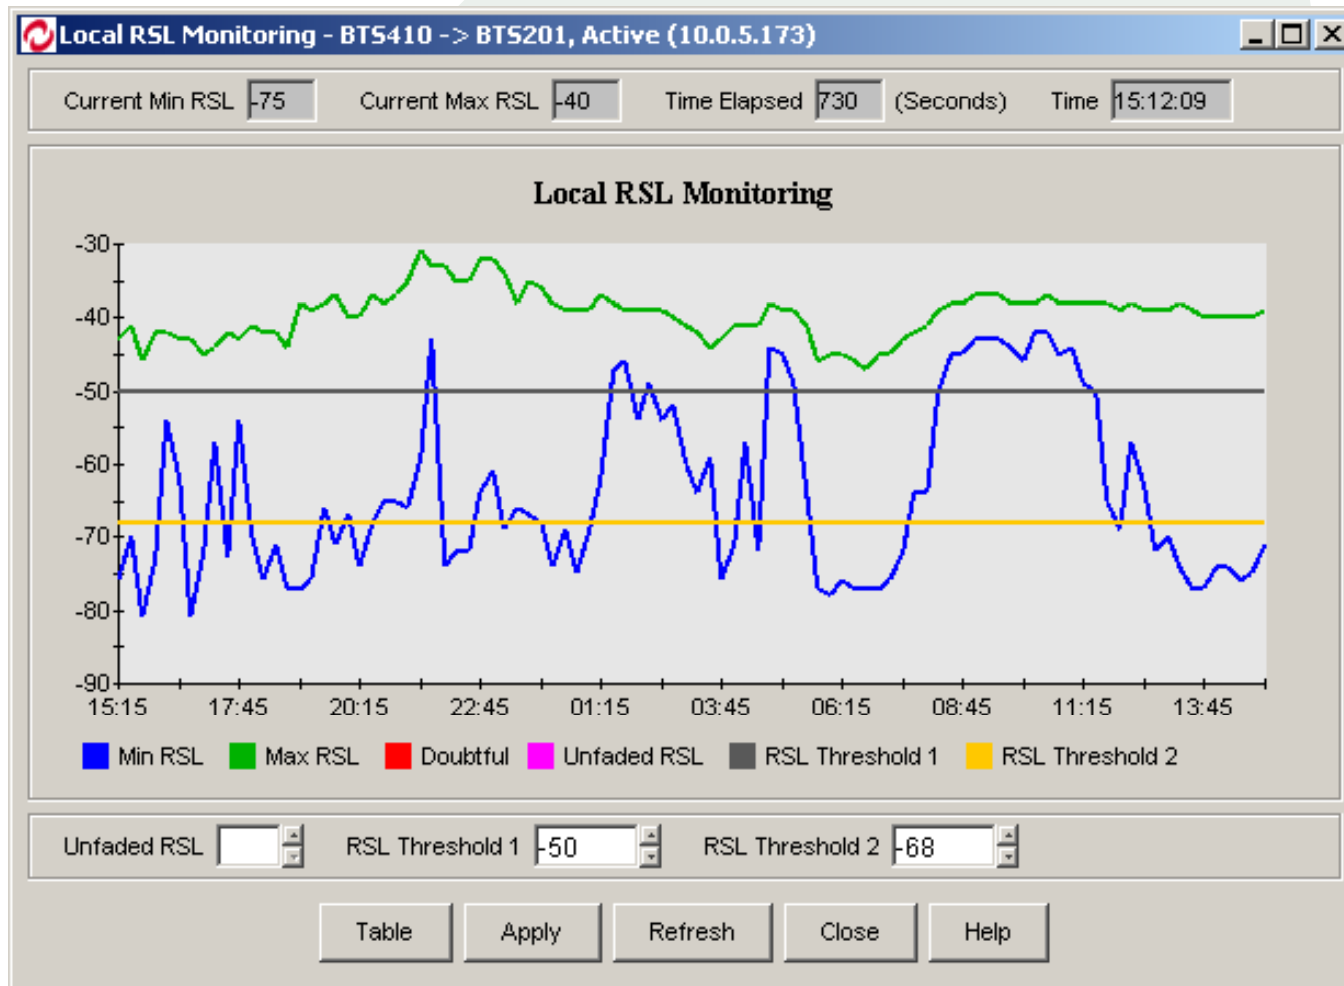 Local RSL Monitoring - BTS410 -> BTS201, Active (10.0.5.173)
Current Min RSL -75 Current Max RSL -40 Time Elapsed 730 (Seconds) Time 15:12:09
Local RSL Monitoring
-30
-40
-50
-60
-70
-80
-90
15:15 17:45 20:15 22:45 01:15 03:45 06:15 08:45 11:15 13:45
Min RSL Max RSL Doubtful Unfaded RSL RSL Threshold 1 RSL Threshold 2
Unfaded RSL RSL Threshold 1 -50 RSL Threshold 2 -68
Table Apply Refresh Close Help